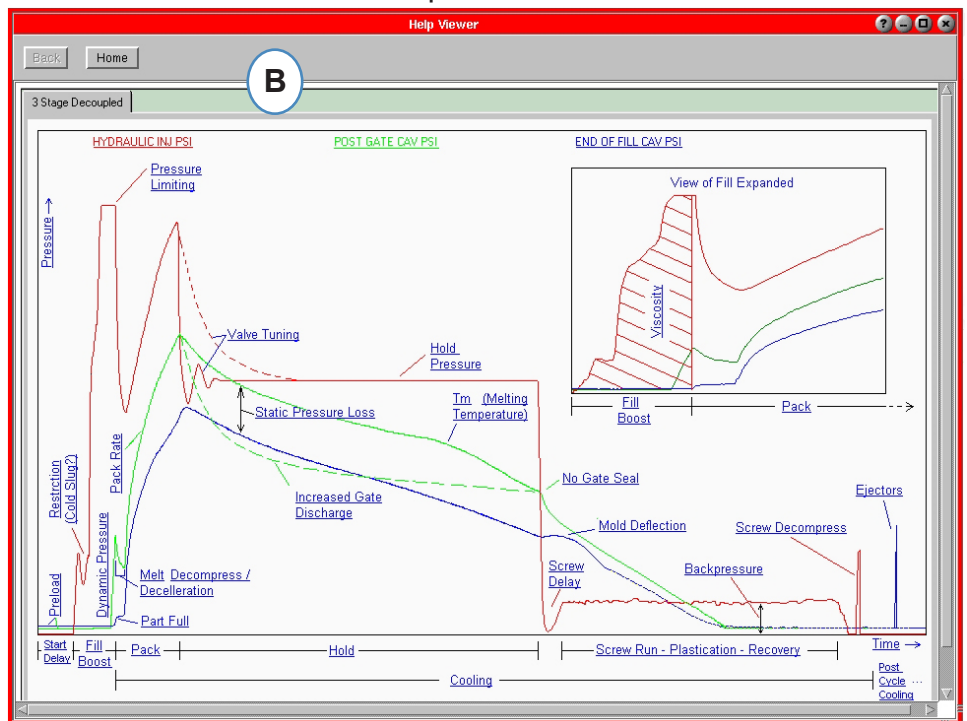 Help Viewer
Back
Home
B
3 Stage Decoupled
HYDRAULIC INJ PSI
POST GATE CAV PSI
END OF FILL CAV PSI
Pressure
Limiting
Pressure
View of Fill Expanded
Viscosity
Fill
Boost
Pack
Valve Tuning
Hold
Pressure
Static Pressure Loss
Tm (Melting
Temperature)
Restrction
(Cold Slug?)
Pack Rate
Increased Gate
Discharge
No Gate Seal
Mold Deflection
Ejectors
Screw Decompress
Backpressure
Screw
Delay
Preload
Dynamic Pressure
Melt Decompress /
Decelleration
Part Full
Start
Delay
Fill
Boost
Pack
Hold
Screw Run - Plastication - Recovery
Time
Cooling
Post
Cycle ...
Cooling